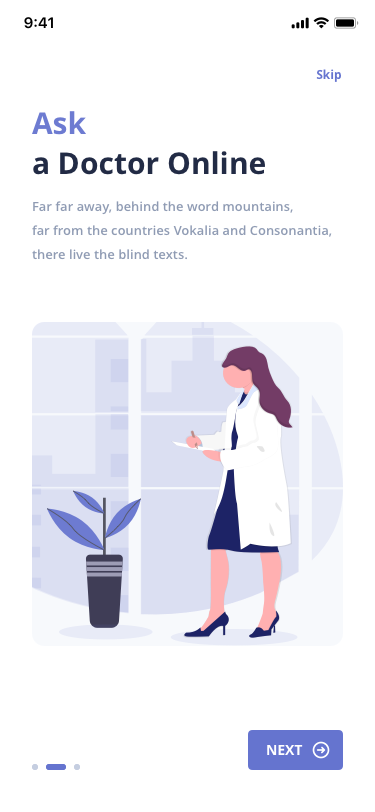 9:41
Skip
Ask
a Doctor Online
Far far away, behind the word mountains,
far from the countries Vokalia and Consonantia,
there live the blind texts.
NEXT